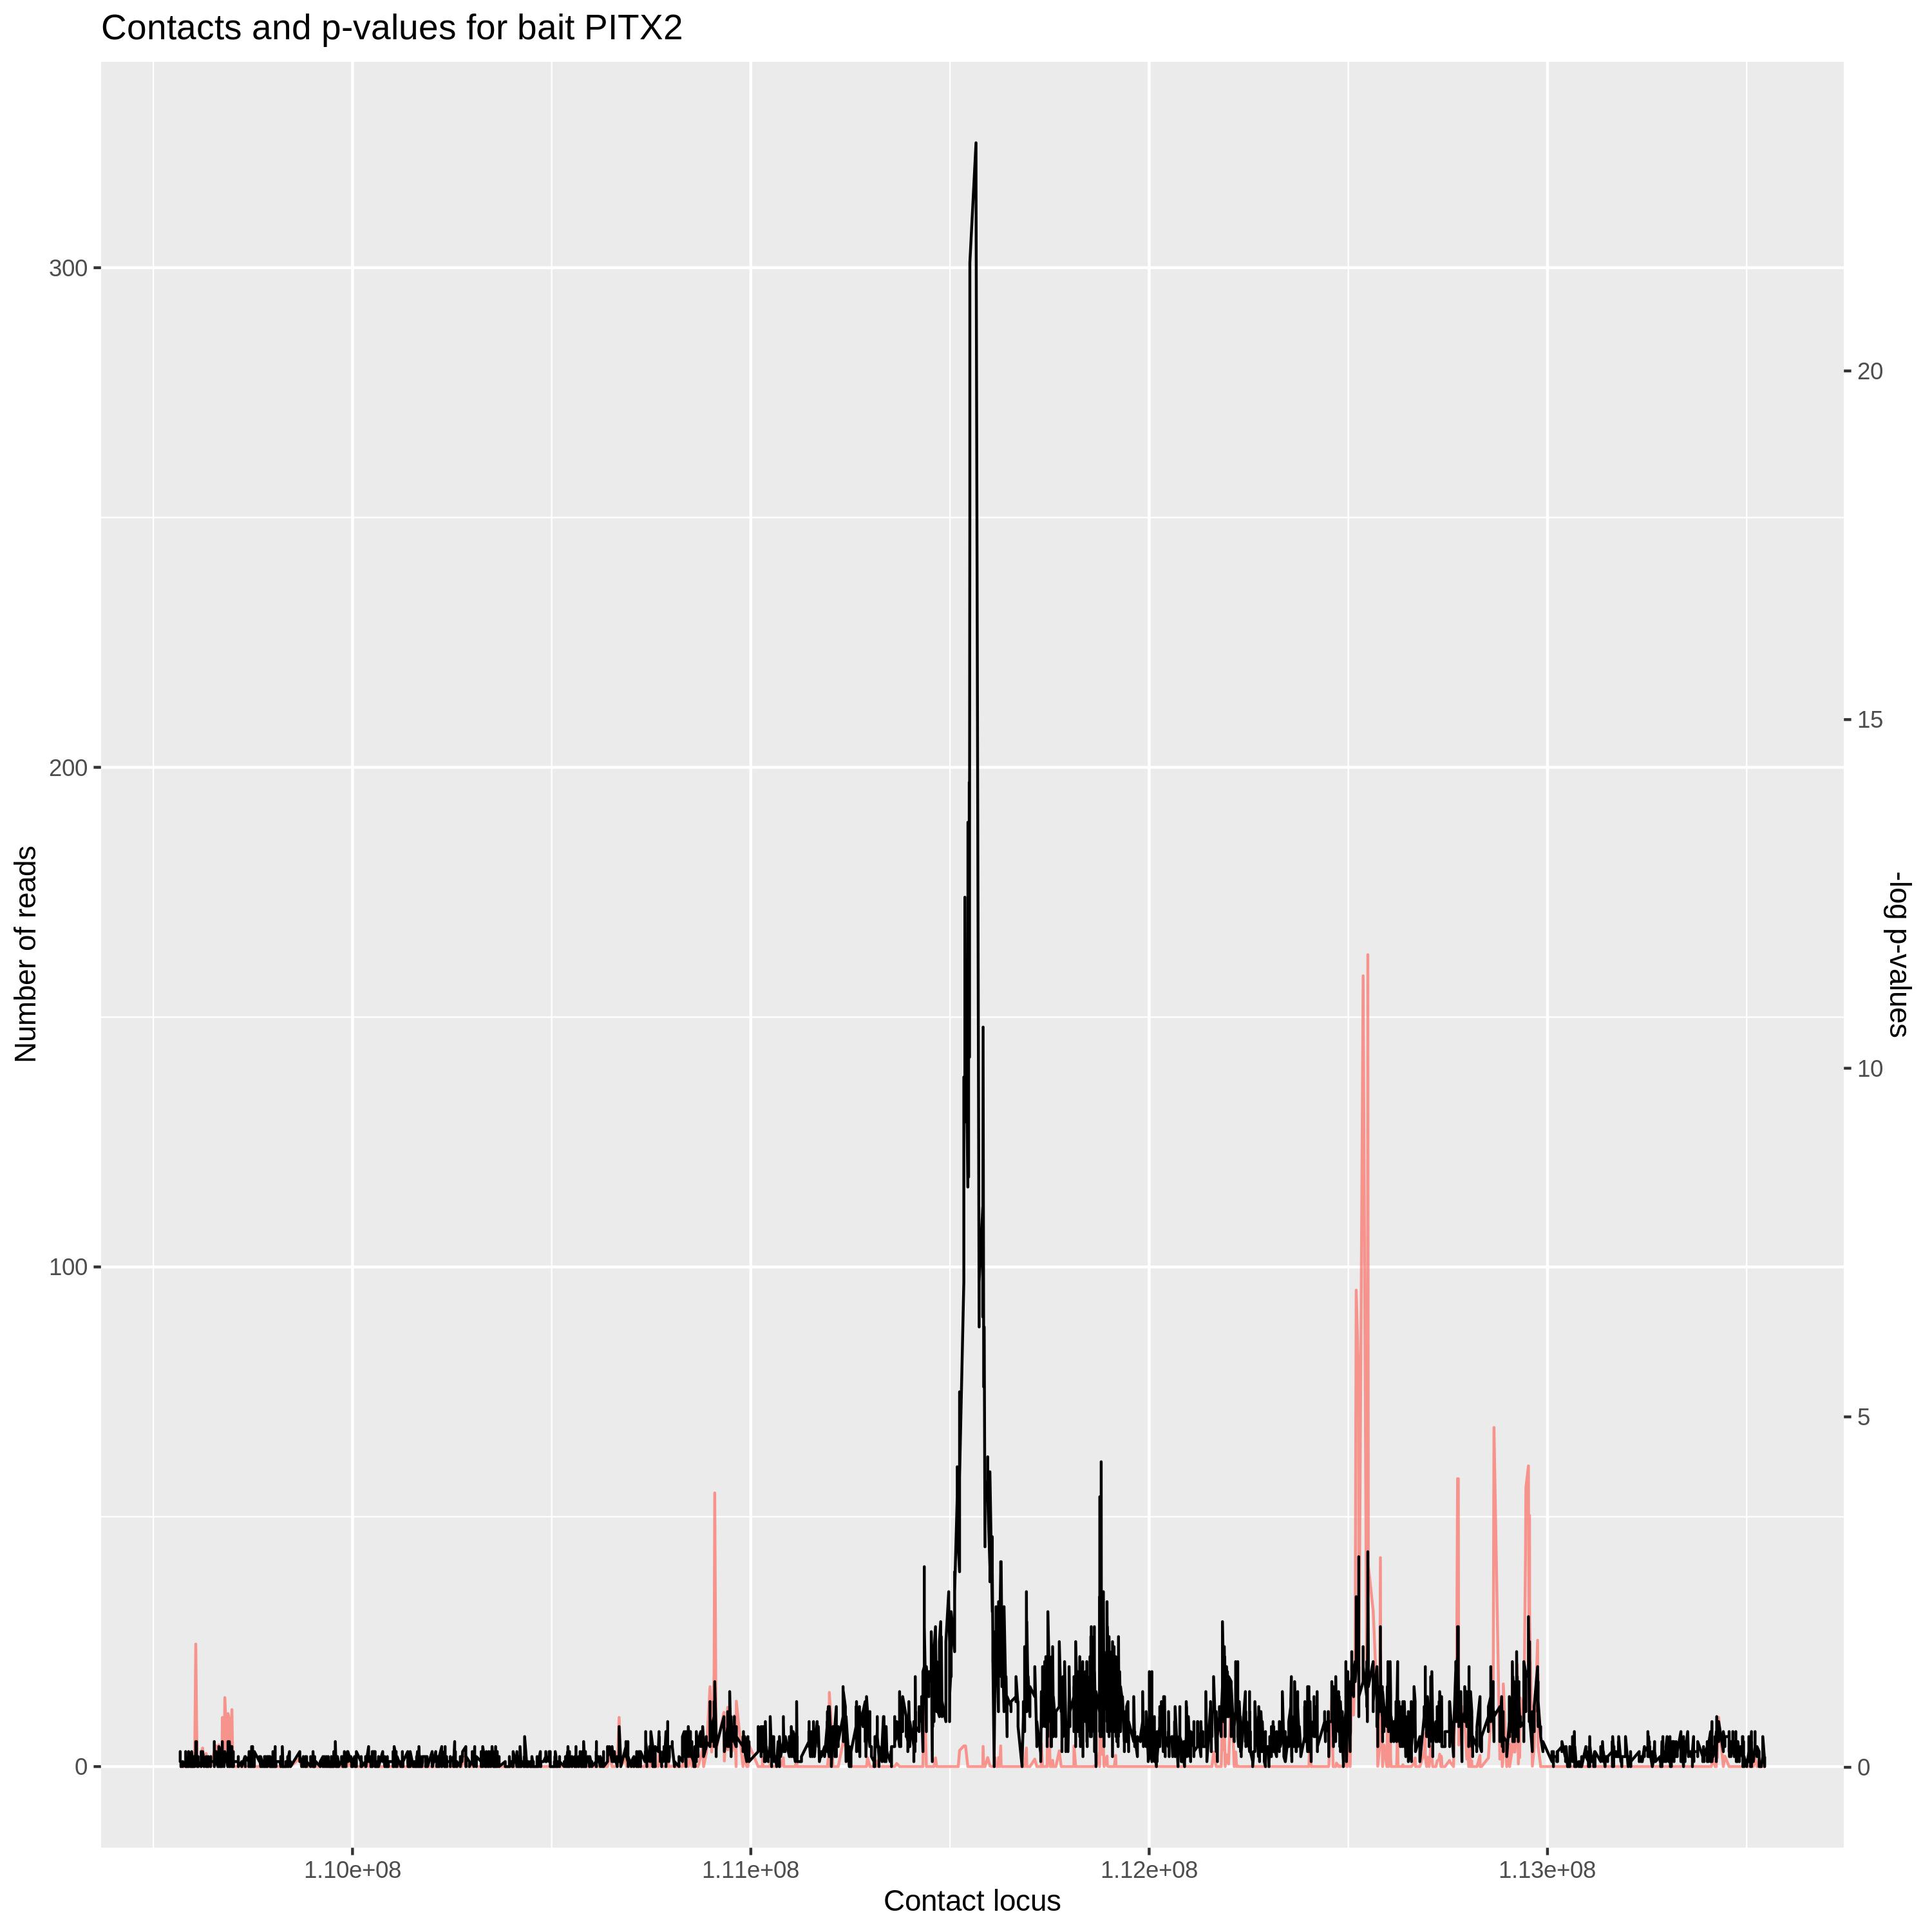 Contacts and p-values for bait PITX2
300
200
100
0
Number of reads
20
15
10
5
0
-log p-values
1.10e+08
1.11e+08
1.12e+08
1.13e+08
Contact locus